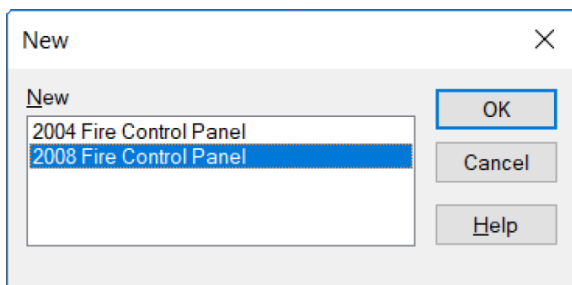 New
New
2004 Fire Control Panel
2008 Fire Control Panel
OK
Cancel
Help